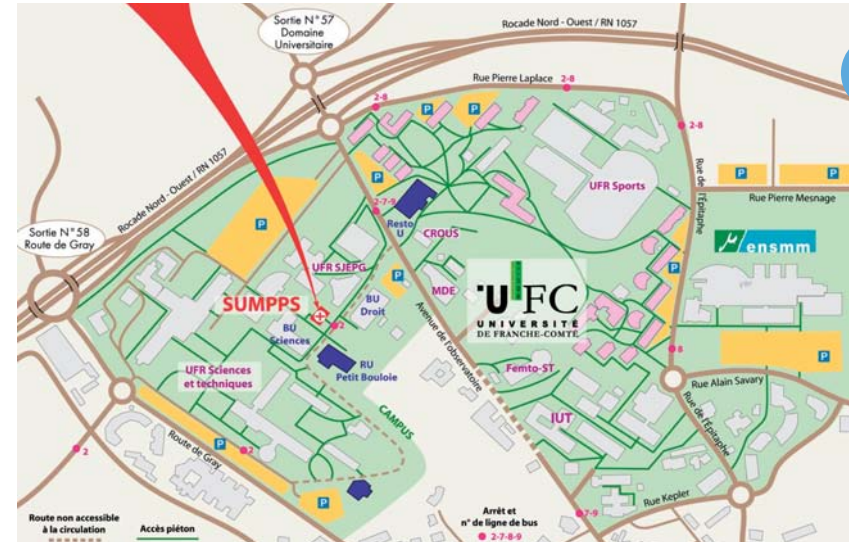 Sortie N°57
Domaine
Universitaire
Rocade Nord - Ouest / RN 1057
Rue Pierre Laplace
2-8
2-8
2-8
P
P
P
P
P
Rue de l'Épitaphe
Rue Pierre Mesnage
Rocade Nord - Ouest / RN 1057
Sortie N°58
Route de Gray
P
2-7-9
Resto
U
CROUS
UFR Sports
ensmm
UFR SJEPG
P
MDE
P
SUMPPS
BU
Droit
2
BU
Sciences
UFC
UNIVERSITÉ
DE FRANCHE-COMTÉ
Avenue de l'observatoire
RU
Petit Bouloie
UFR Sciences
et techniques
Femto-ST
8
P
Rue Alain Savary
CAMPUS
IUT
Rue de l'Épitaphe
Route de Gray
P
2
2
P
Rue Kepler
7-9
Route non accessible
à la circulation
Accès piéton
Arrêt et
n° de ligne de bus
2-7-8-9